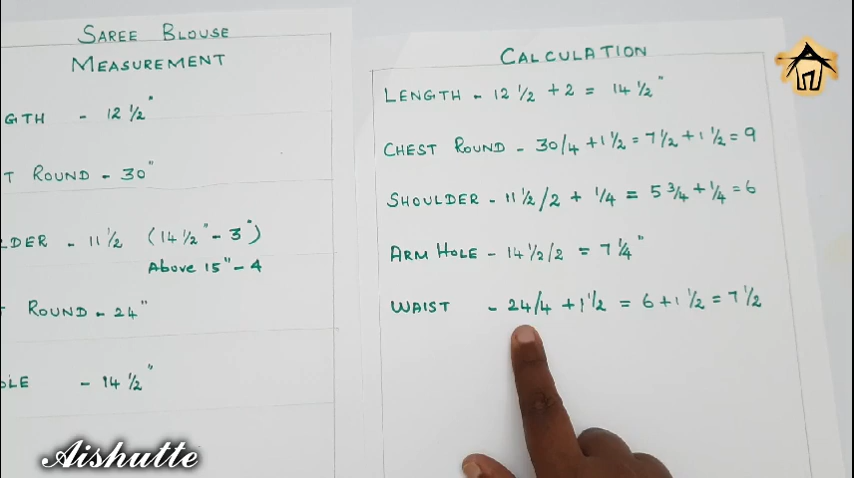 SAREE BLOUSE
MEASUREMENT
GTH - 12 1/2"
T ROUND - 30"
LDER - 11 1/2 (14 1/2" - 3")
Above 15" - 4
T ROUND - 24"
OLE - 14 1/2"
CALCULATION
LENGTH - 12 1/2 + 2 = 14 1/2"
CHEST ROUND - 30/4 + 1 1/2 = 7 1/2 + 1 1/2 = 9
SHOULDER - 11 1/2/2 + 1/4 = 5 3/4 + 1/4 = 6
ARM HOLE - 14 1/2/2 = 7 1/4"
WAIST - 24/4 + 1 1/2 = 6 + 1 1/2 = 7 1/2
Aishutte